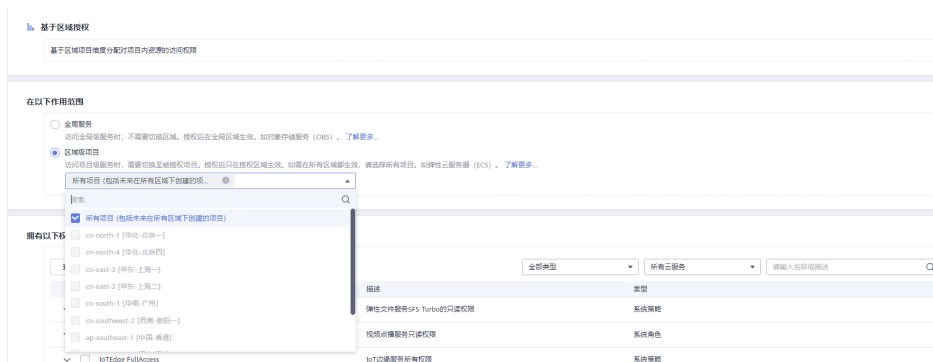 基于区域授权
基于区域项目维度分配对项目内资源的访问权限
在以下作用范围
全局服务
访问全局级服务时，不需要切换区域。授权后在全局区域生效。如对象存储服务（OBS）。 了解更多...
区域级项目
访问项目级服务时，需要切换至被授权项目。授权后只在授权区域生效。如需在所有区域都生效，请选择所有项目。如弹性云服务器（ECS）。 了解更多...
所有项目 (包括未来在所有区域下创建的项...
搜索
所有项目 (包括未来在所有区域下创建的项目)
拥有以下权
cn-north-1 [华北-北京一]
cn-north-4 [华北-北京四]
cn-east-3 [华东-上海一]
全部类型 所有云服务 请输入名称或描述
cn-east-2 [华东-上海二]
描述 类型
cn-south-1 [华南-广州]
弹性文件服务SFS Turbo的只读权限 系统策略
cn-southwest-2 [西南-贵阳一]
ap-southeast-1 [中国-香港]
视频点播服务只读权限 系统角色
IoTEdge FullAccess IoT边缘服务所有权限 系统策略